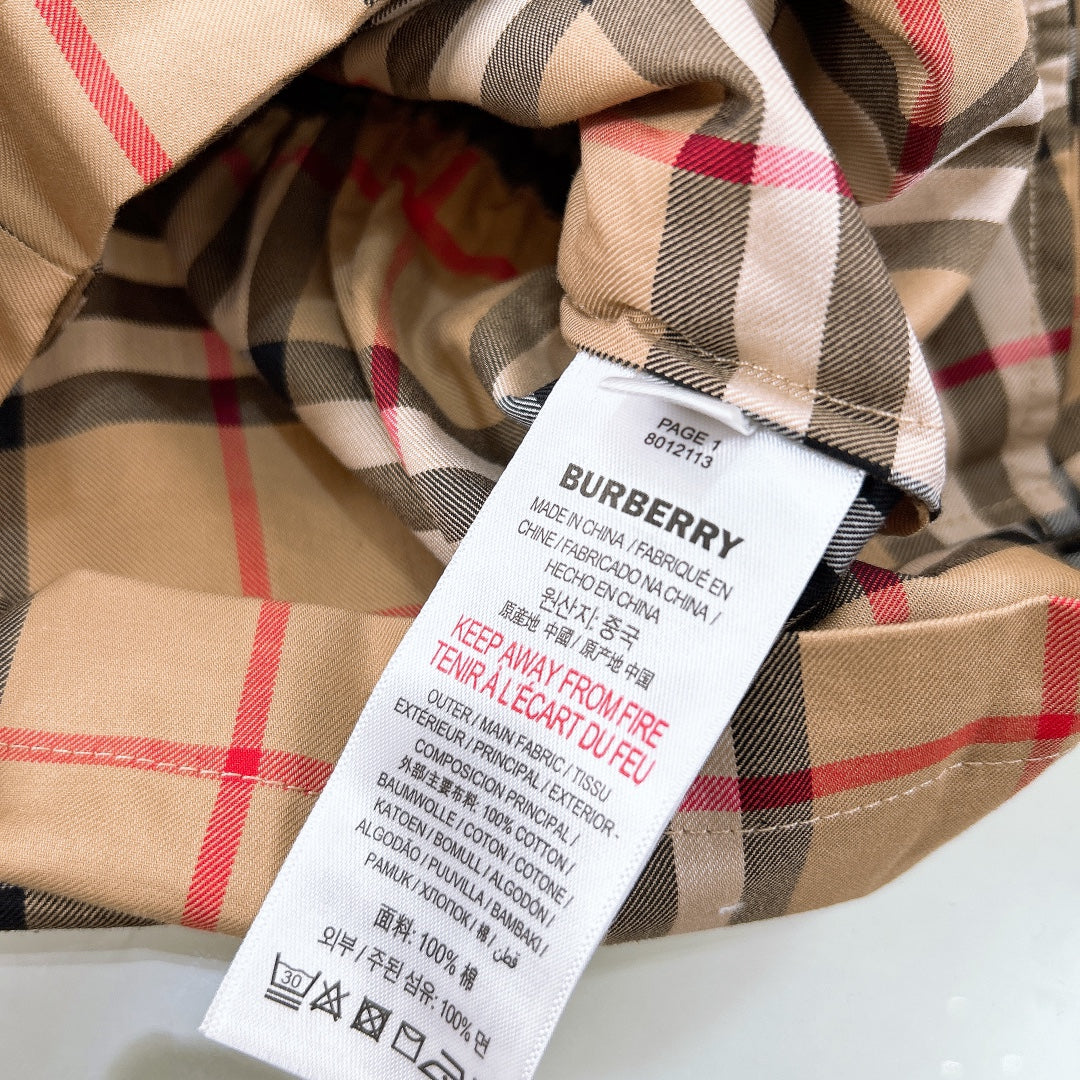 PAGE 1
8012113
BURBERRY
MADE IN CHINA / FABRIQUÉ EN
CHINE / FABRICADO NA CHINA /
HECHO EN CHINA
원산지: 중국
原産地 中國 / 原产地 中国
KEEP AWAY FROM FIRE
TENIR À L'ÉCART DU FEU
OUTER / MAIN FABRIC / TISSU
EXTÉRIEUR / PRINCIPAL / EXTERIOR-
COMPOSICION PRINCIPAL /
外部/主要布料: 100% COTTON /
BAUMWOLLE / COTON / COTONE /
KATOEN / BOMULL / ALGODÓN /
ALGODÃO / PUUVILLA / BAMBAKI /
PAMUK / ХЛОПОК / 棉 / قطن
面料: 100% 棉
외부 / 주된 섬유: 100% 면
30